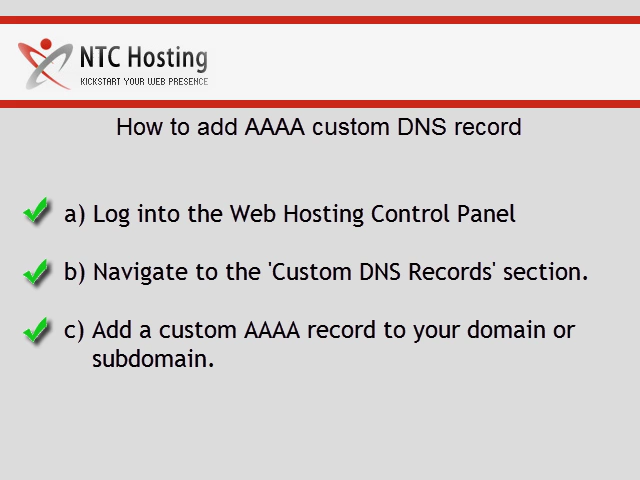 NTC Hosting
KICKSTART YOUR WEB PRESENCE
How to add AAAA custom DNS record
a) Log into the Web Hosting Control Panel
b) Navigate to the 'Custom DNS Records' section.
c) Add a custom AAAA record to your domain or
subdomain.